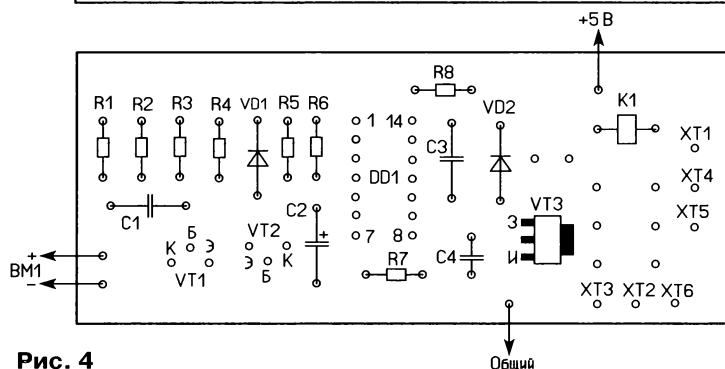 +5 В
R8
R1 R2 R3 R4 VD1 R5 R6
1 14
VD2
K1
XT1
C3
DD1
XT4
C1
C2
+
VT3
XT5
Б
К Э
VT1
VT2
Э К
Б
7 8
З
И
+
BM1
−
R7
C4
XT3 XT2 XT6
Рис. 4
Общий